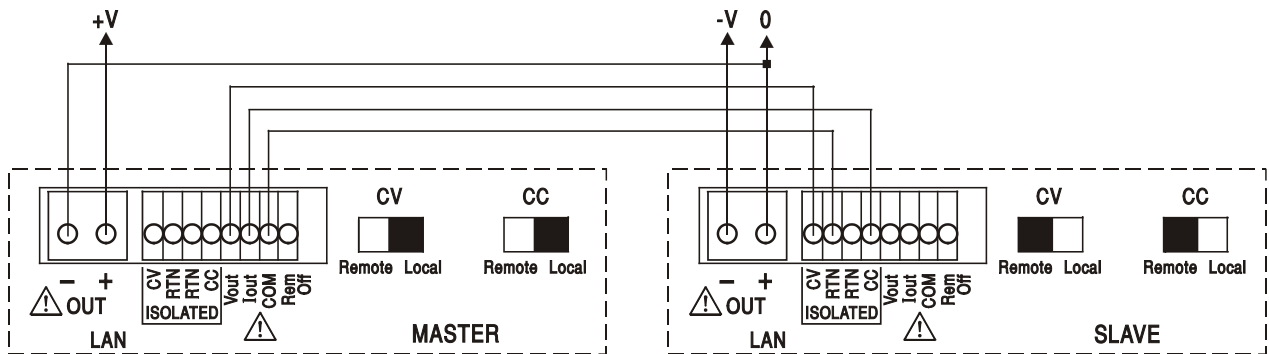 +V
-V 0
CV CC
Remote Local Remote Local
CV RTN RTN CC Vout Iout COM Rem Off
ISOLATED
- +
OUT
LAN
MASTER
CV CC
Remote Local Remote Local
CV RTN RTN CC Vout Iout COM Rem Off
ISOLATED
- +
OUT
LAN
SLAVE